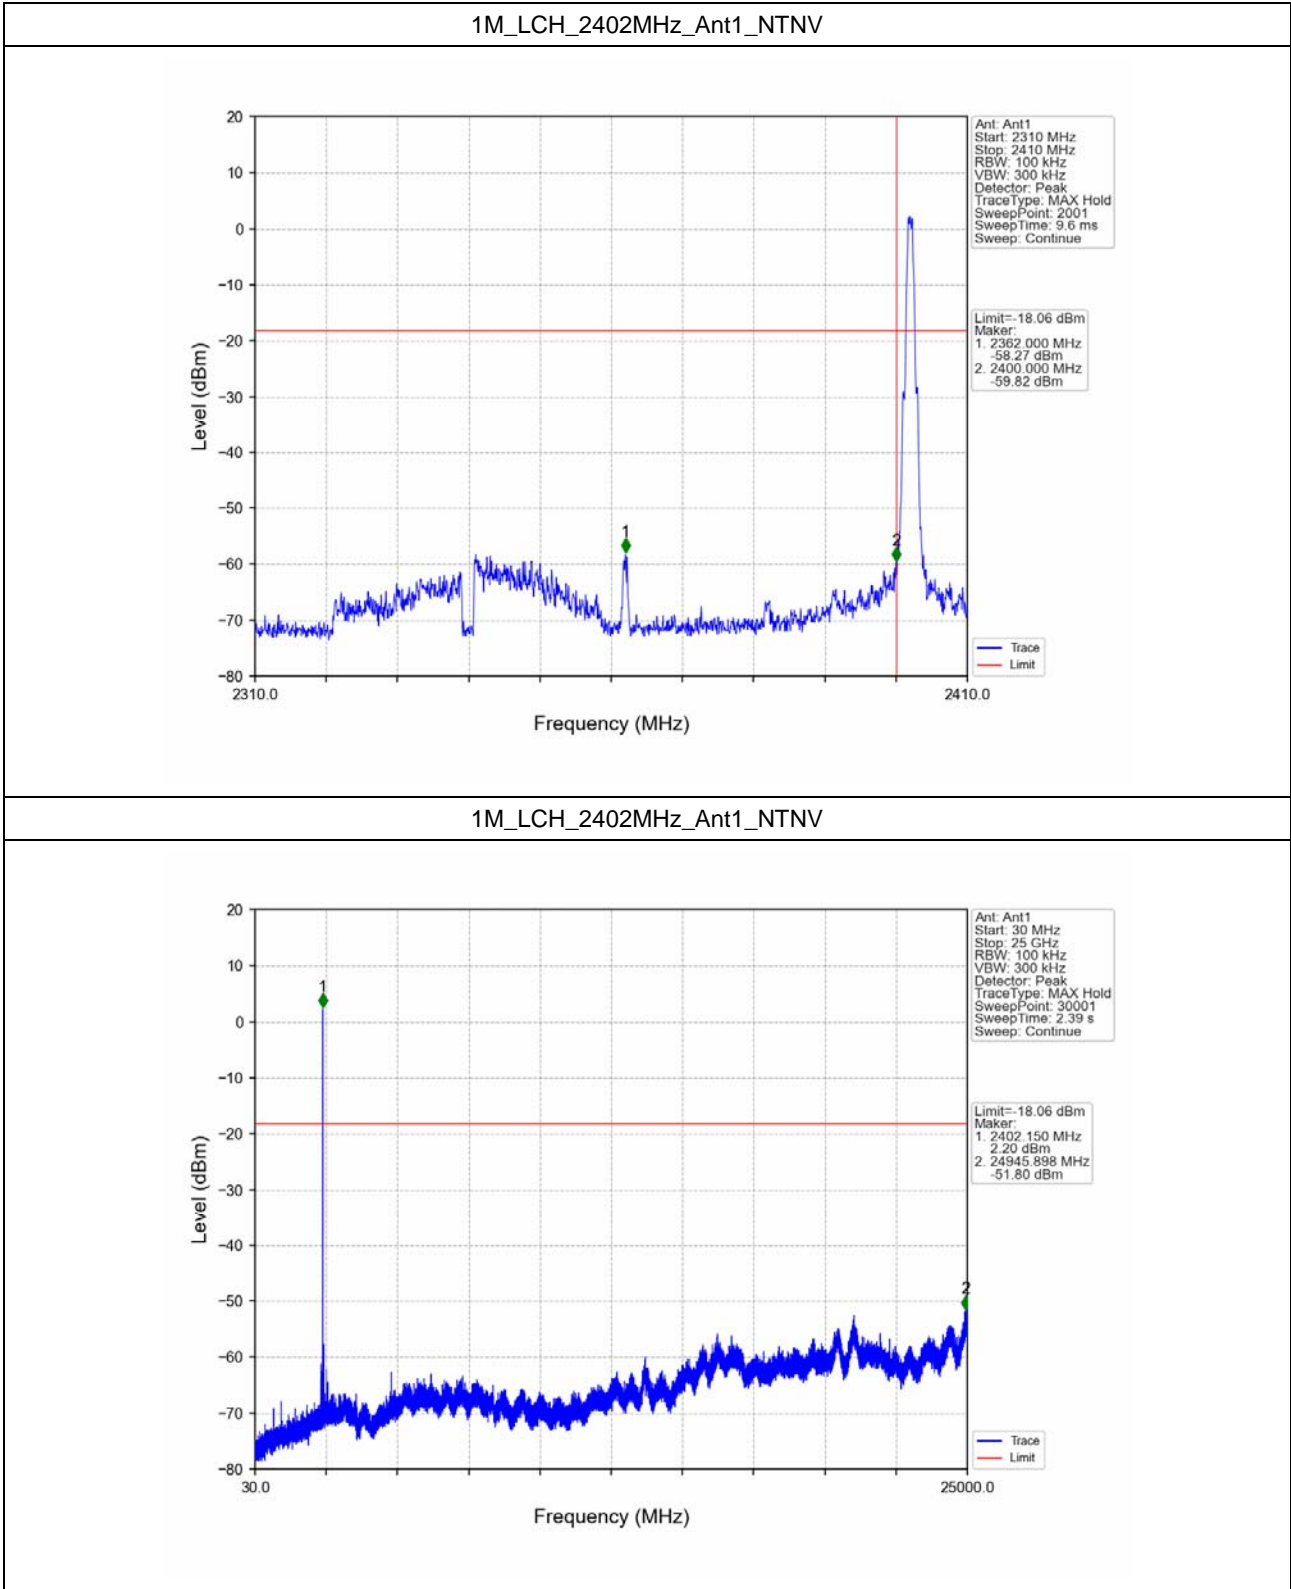 1M_LCH_2402MHz_Ant1_NTNV
20
10
0
−10
−20
−30
−40
−50
−60
−70
−80
Level (dBm)
2310.0
2410.0
Frequency (MHz)
1
2
Ant: Ant1
Start: 2310 MHz
Stop: 2410 MHz
RBW: 100 kHz
VBW: 300 kHz
Detector: Peak
TraceType: MAX Hold
SweepPoint: 2001
SweepTime: 9.6 ms
Sweep: Continue
Limit=-18.06 dBm
Maker:
1. 2362.000 MHz
-58.27 dBm
2. 2400.000 MHz
-59.82 dBm
Trace
Limit
1M_LCH_2402MHz_Ant1_NTNV
20
10
0
−10
−20
−30
−40
−50
−60
−70
−80
Level (dBm)
30.0
25000.0
Frequency (MHz)
1
2
Ant: Ant1
Start: 30 MHz
Stop: 25 GHz
RBW: 100 kHz
VBW: 300 kHz
Detector: Peak
TraceType: MAX Hold
SweepPoint: 30001
SweepTime: 2.39 s
Sweep: Continue
Limit=-18.06 dBm
Maker:
1. 2402.150 MHz
2.20 dBm
2. 24945.898 MHz
-51.80 dBm
Trace
Limit